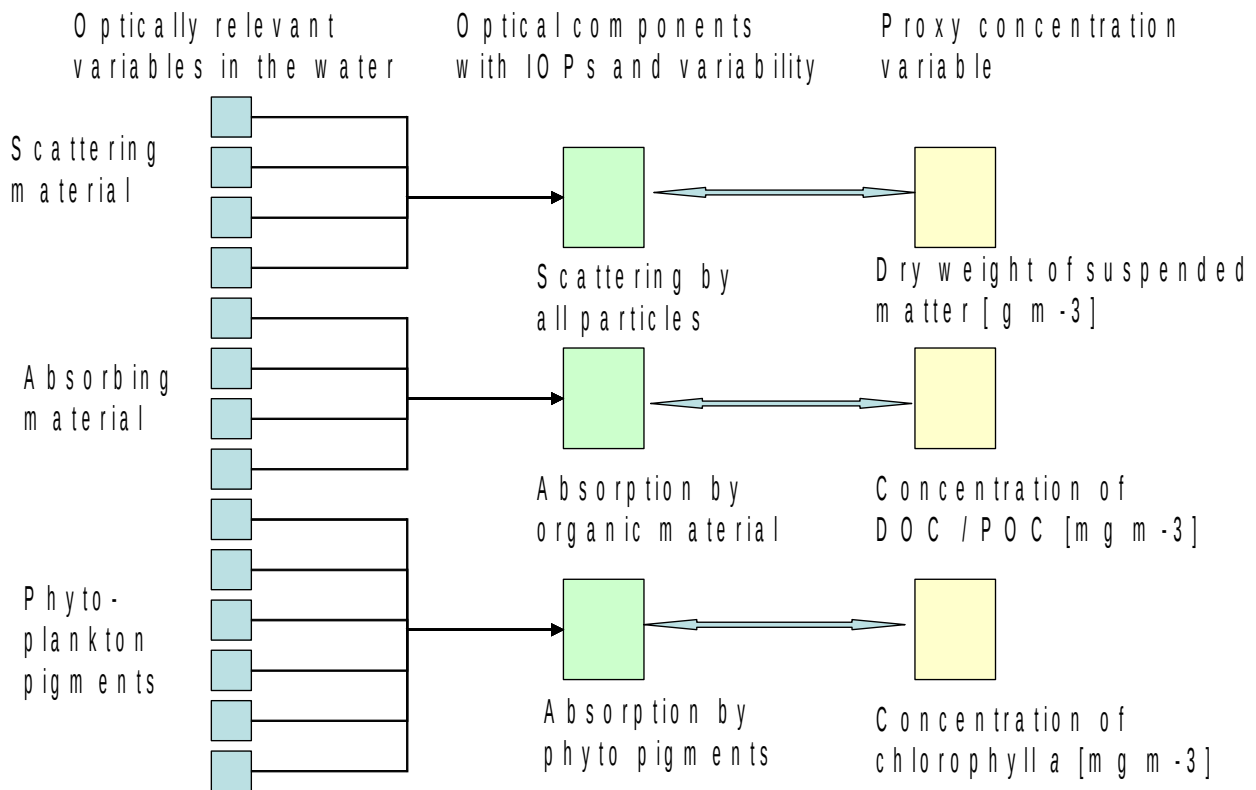 Optically relevant
variables in the water
Optical components
with IOPs and variability
Proxy concentration
variable
Scattering
material
Scattering by
all particles
Dry weight of suspended
matter [g m-3]
Absorbing
material
Absorption by
organic material
Concentration of
DOC / POC [mg m-3]
Phyto-
plankton
pigments
Absorption by
phyto pigments
Concentration of
chlorophyll a [mg m-3]